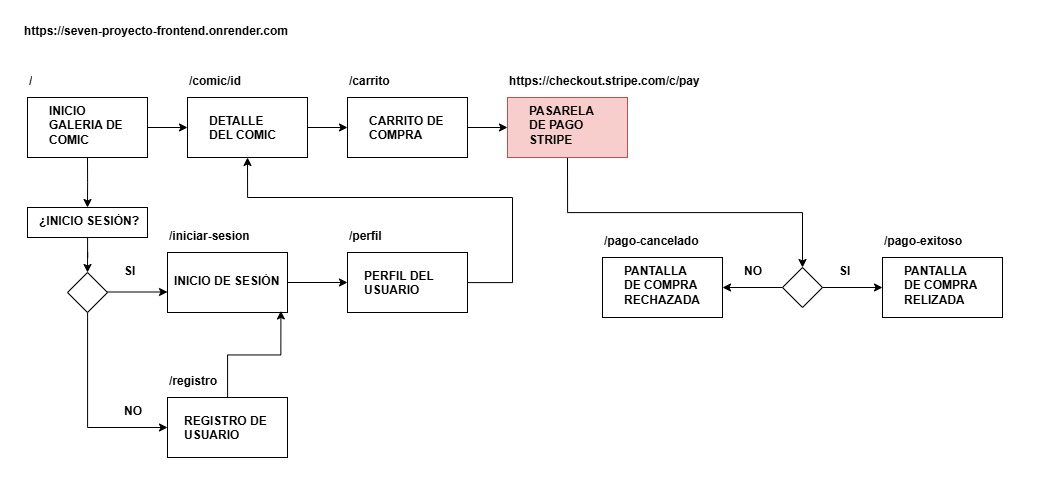 https://seven-proyecto-frontend.onrender.com
/
INICIO
GALERIA DE
COMIC
/comic/id
DETALLE
DEL COMIC
/carrito
CARRITO DE
COMPRA
https://checkout.stripe.com/c/pay
PASARELA
DE PAGO
STRIPE
¿INICIO SESIÓN?
SI
/iniciar-sesion
INICIO DE SESIÓN
/perfil
PERFIL DEL
USUARIO
/pago-cancelado
PANTALLA
DE COMPRA
RECHAZADA
NO
SI
/pago-exitoso
PANTALLA
DE COMPRA
RELIZADA
NO
/registro
REGISTRO DE
USUARIO